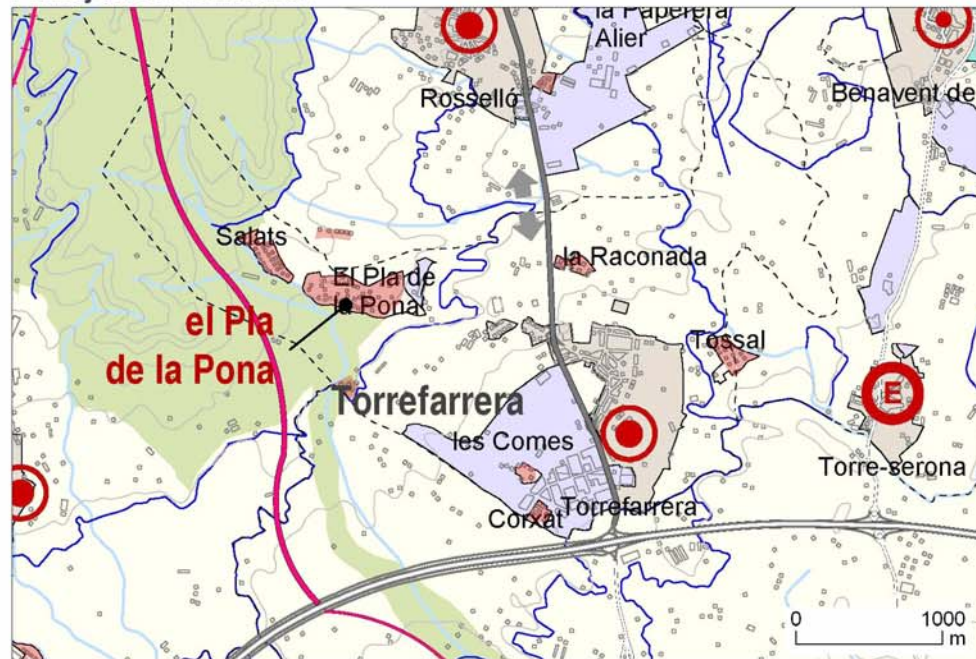 la Paperera
Alier
Rosselló
Benavent de
Salats
El Pla de
la Pona
la Raconada
el Pla
de la Pona
Tossal
E
Torrefarrera
les Comes
Torre-serona
Corxat
Torrefarrera
0 1000
m